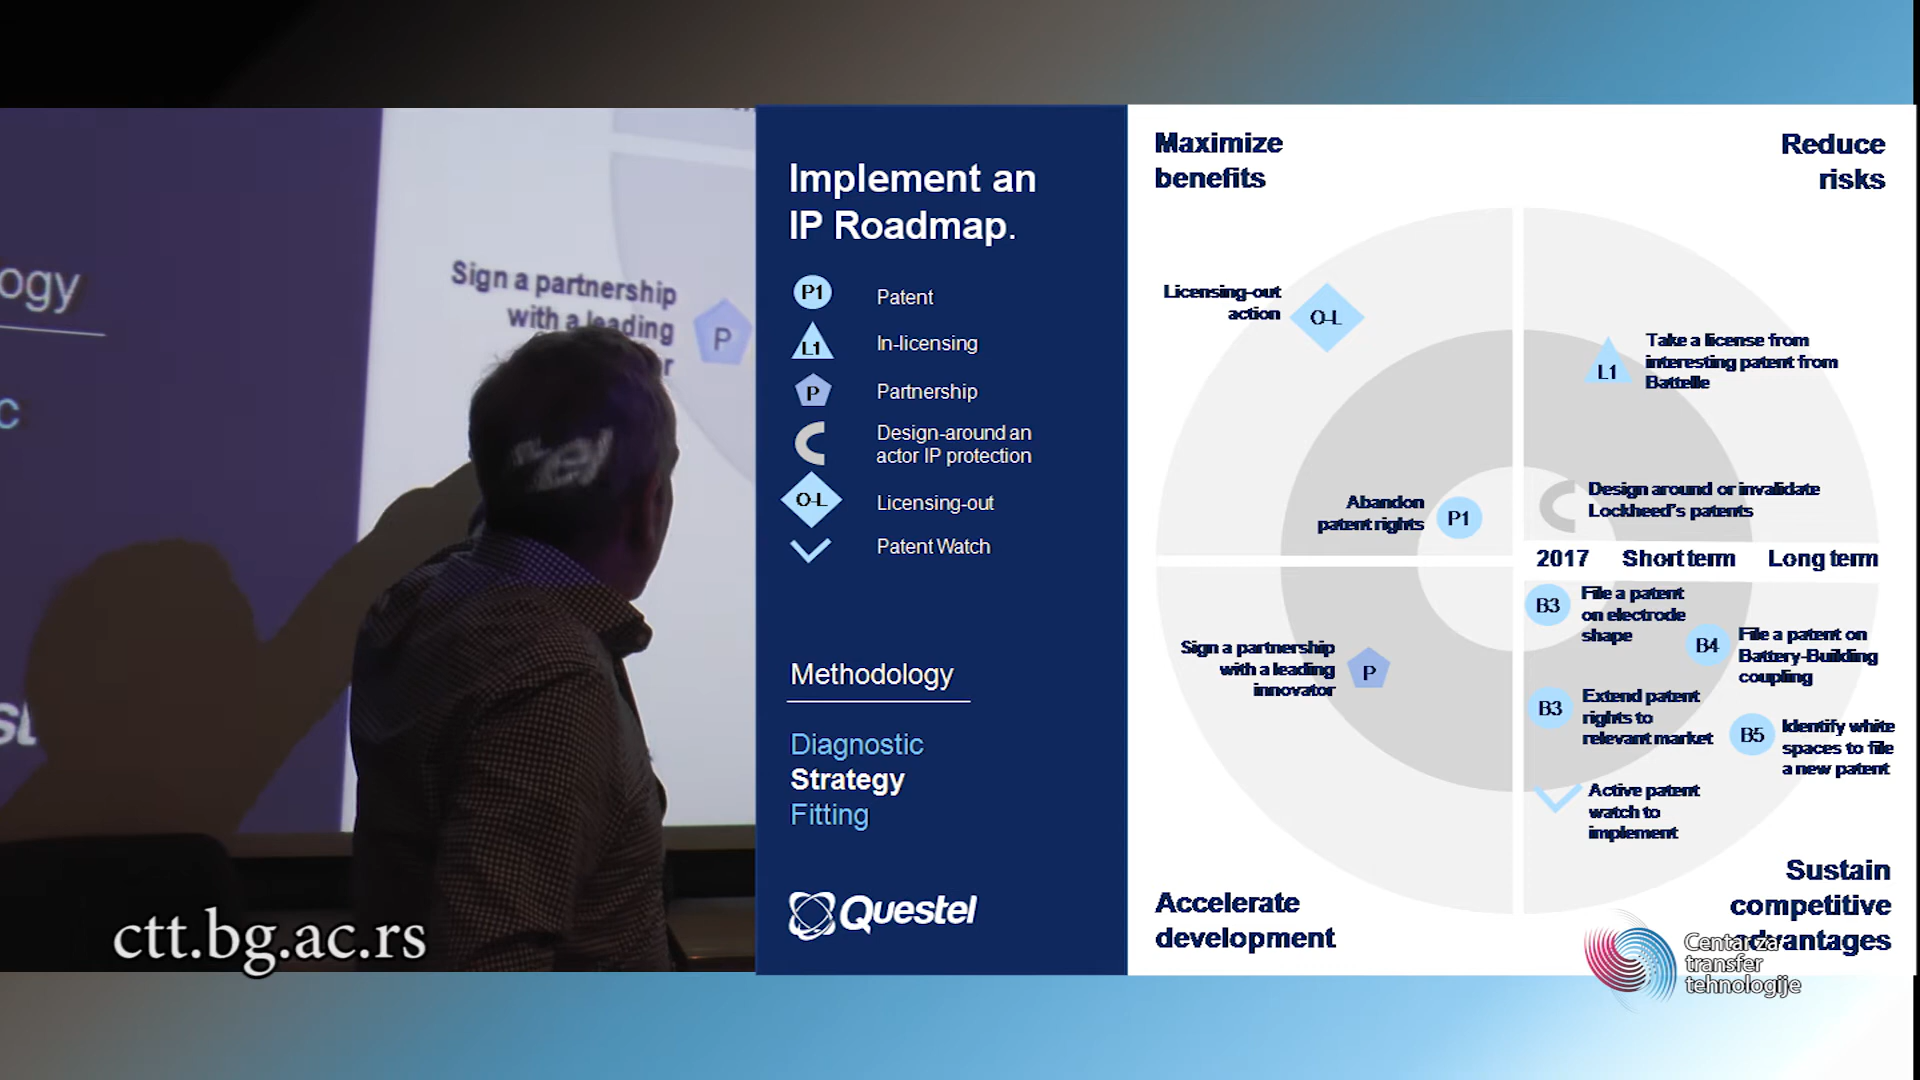 ogy
c
st
Sign a partnership
with a leading
r
P
ctt.bg.ac.rs
Implement an
IP Roadmap.
P1 Patent
L1 In-licensing
P Partnership
Design-around an
actor IP protection
O-L Licensing-out
Patent Watch
Methodology
Diagnostic
Strategy
Fitting
Questel
Maximize
benefits
Reduce
risks
Licensing-out
action
O-L
L1
Take a license from
interesting patent from
Battelle
Abandon
patent rights
P1
Design around or invalidate
Lockheed's patents
2017 Short term Long term
B3
File a patent
on electrode
shape
B4
File a patent on
Battery-Building
coupling
Sign a partnership
with a leading
innovator
P
B3
Extend patent
rights to
relevant market
B5
Identify white
spaces to file
a new patent
Active patent
watch to
implement
Accelerate
development
Sustain
competitive
advantages
Centar za
transfer
tehnologije